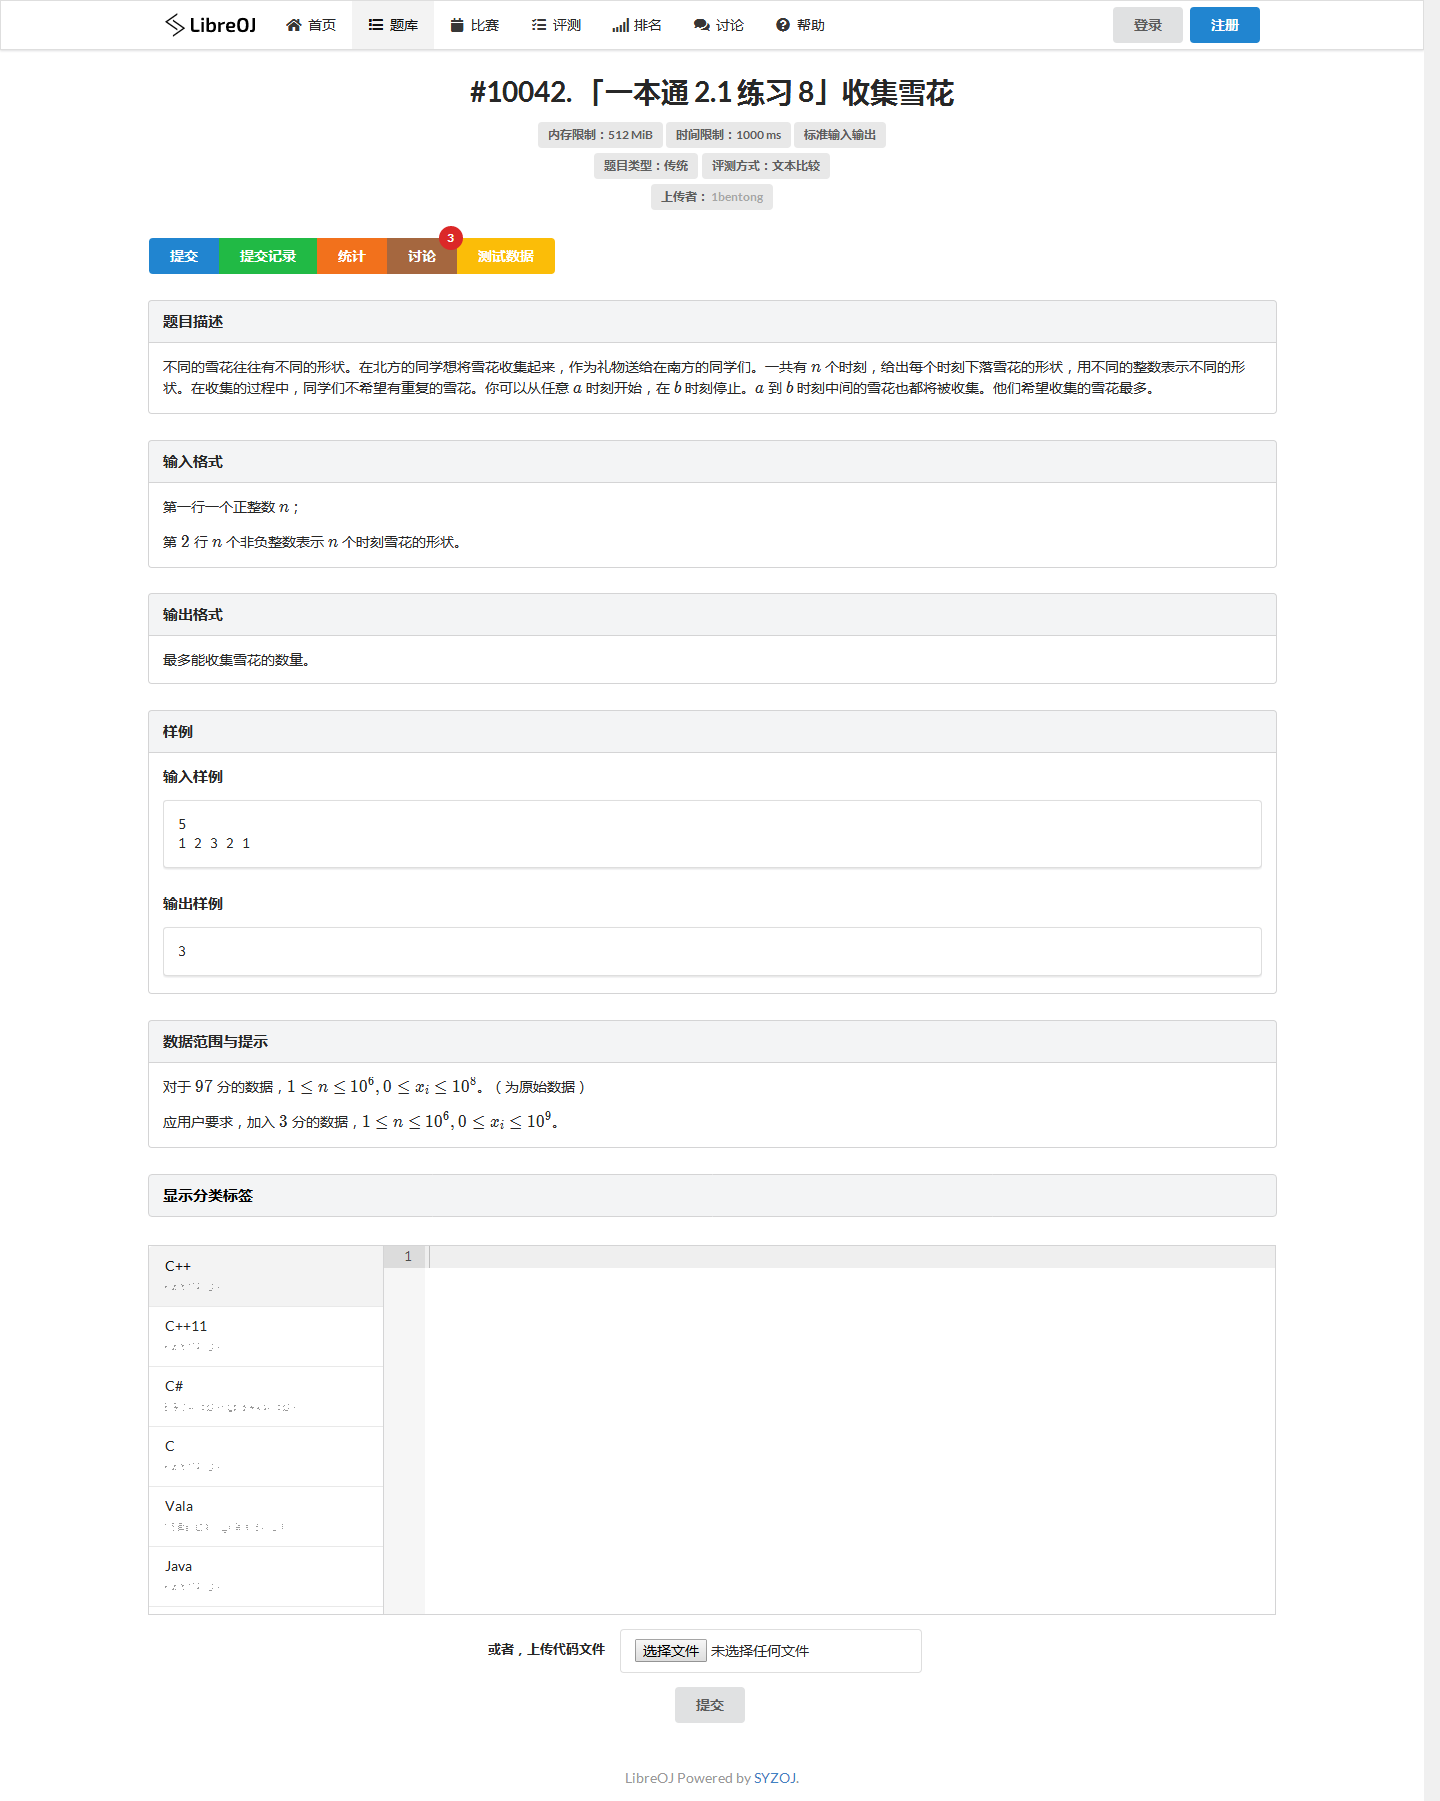 LibreOJ 首页 题库 比赛 评测 排名 讨论 帮助 登录 注册
#10042. 「一本通 2.1 练习 8」收集雪花
内存限制：512 MiB 时间限制：1000 ms 标准输入输出
题目类型：传统 评测方式：文本比较
上传者： 1bentong
3
提交 提交记录 统计 讨论 测试数据
题目描述
不同的雪花往往有不同的形状。在北方的同学想将雪花收集起来，作为礼物送给在南方的同学们。一共有 n 个时刻，给出每个时刻下落雪花的形状，用不同的整数表示不同的形
状。在收集的过程中，同学们不希望有重复的雪花。你可以从任意 a 时刻开始，在 b 时刻停止。a 到 b 时刻中间的雪花也都将被收集。他们希望收集的雪花最多。
输入格式
第一行一个正整数 n；
第 2 行 n 个非负整数表示 n 个时刻雪花的形状。
输出格式
最多能收集雪花的数量。
样例
输入样例
5
1 2 3 2 1
输出样例
3
数据范围与提示
对于 97 分的数据，1 ≤ n ≤ 10⁶, 0 ≤ xᵢ ≤ 10⁸。（为原始数据）
应用户要求，加入 3 分的数据，1 ≤ n ≤ 10⁶, 0 ≤ xᵢ ≤ 10⁹。
显示分类标签
1
C++
C++11
C#
C
Vala
Java
或者，上传代码文件 选择文件 未选择任何文件
提交
LibreOJ Powered by SYZOJ.